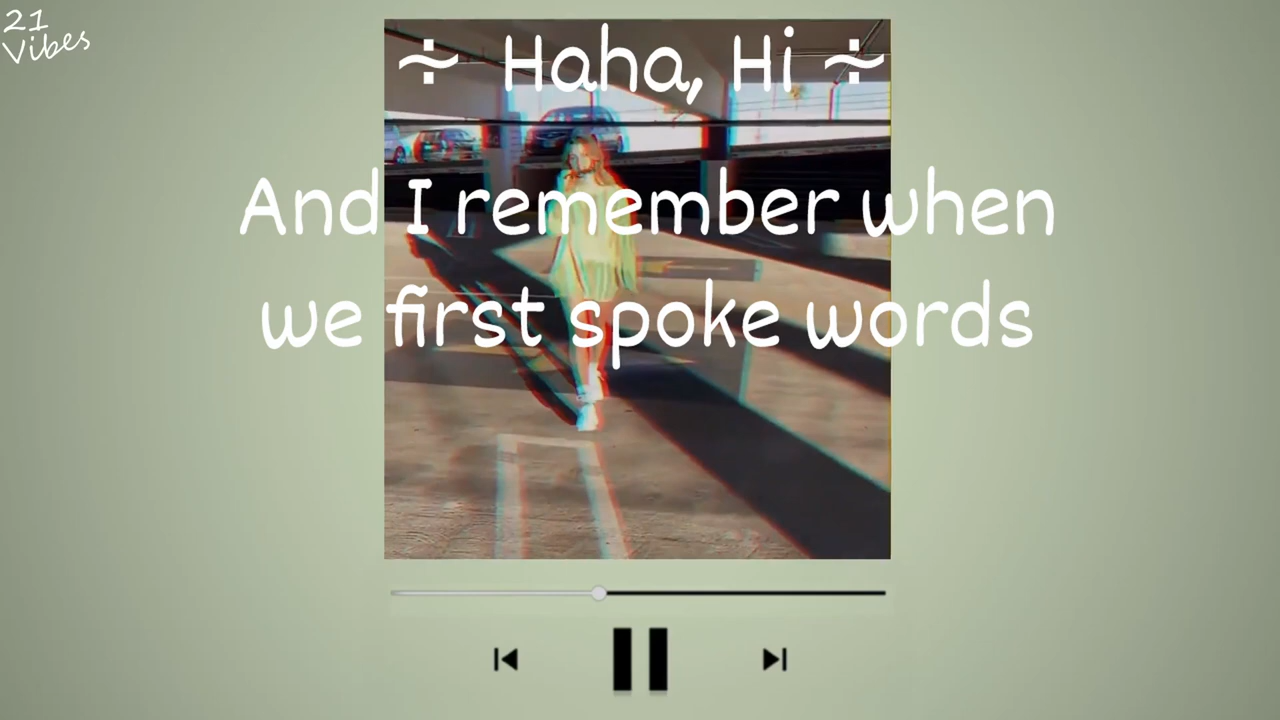 21
Vibes
÷ Haha, Hi ÷
And I remember when
we first spoke words